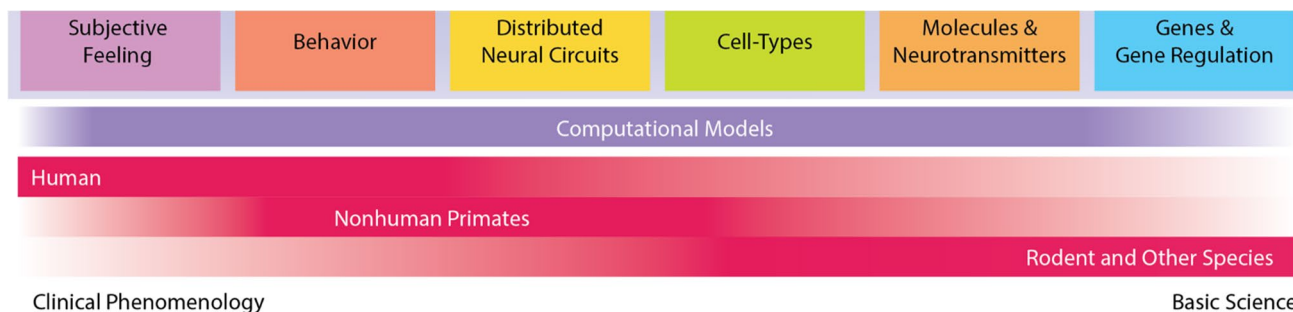 Subjective
Feeling
Behavior
Distributed
Neural Circuits
Cell-Types
Molecules &
Neurotransmitters
Genes &
Gene Regulation
Computational Models
Human
Nonhuman Primates
Rodent and Other Species
Clinical Phenomenology
Basic Science